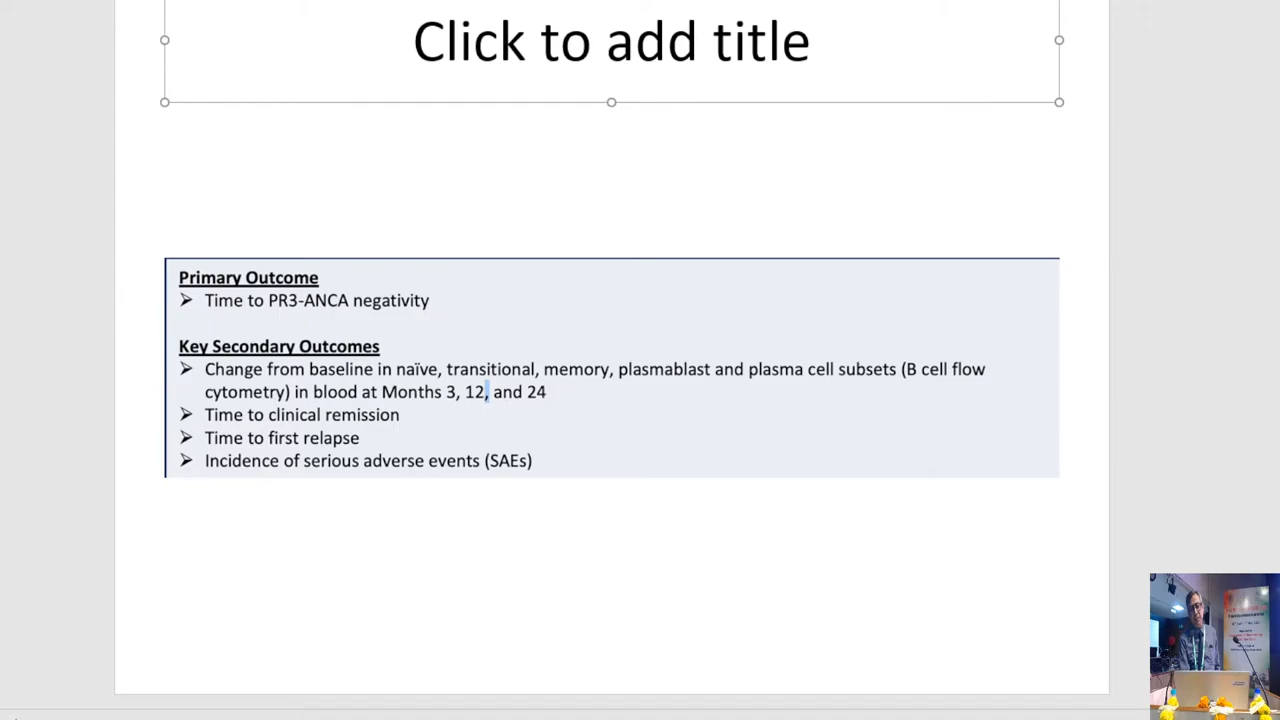 Click to add title
Primary Outcome
➢ Time to PR3-ANCA negativity
Key Secondary Outcomes
➢ Change from baseline in naïve, transitional, memory, plasmablast and plasma cell subsets (B cell flow
cytometry) in blood at Months 3, 12, and 24
➢ Time to clinical remission
➢ Time to first relapse
➢ Incidence of serious adverse events (SAEs)